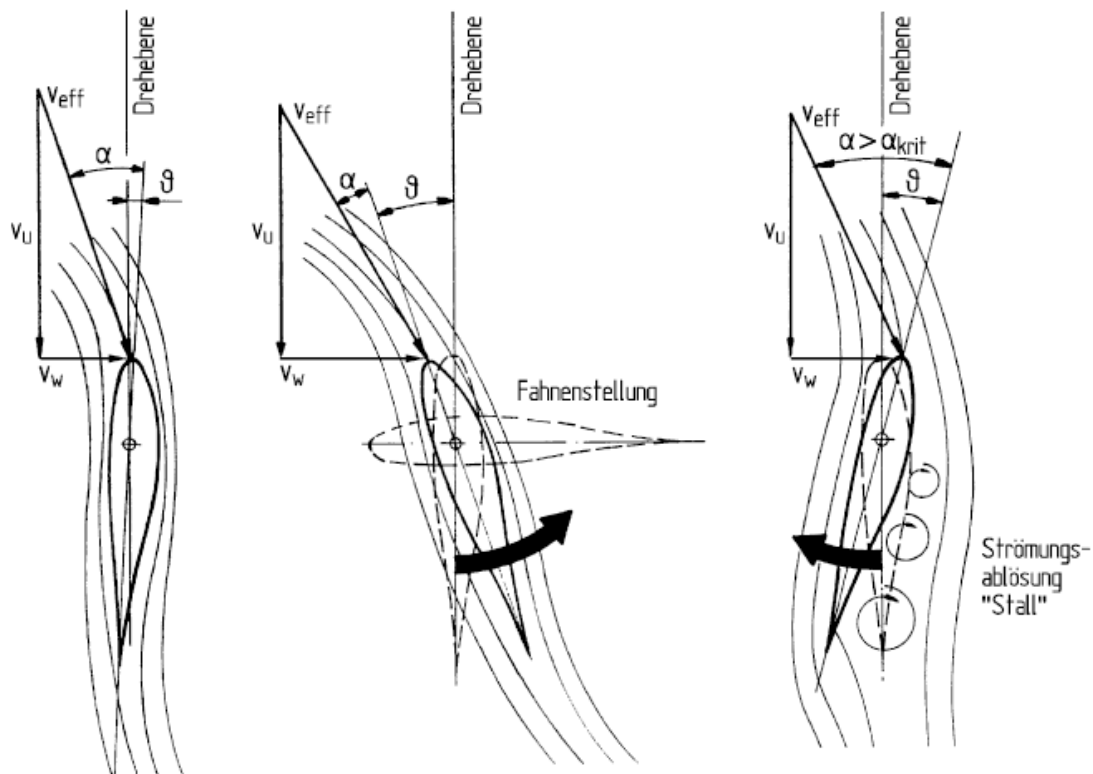 Drehebene
v_eff
α
ϑ
v_u
v_w
Drehebene
v_eff
α
ϑ
v_u
v_w
Fahnenstellung
Drehebene
v_eff
α > α_krit
ϑ
v_u
v_w
Strömungs-
ablösung
"Stall"